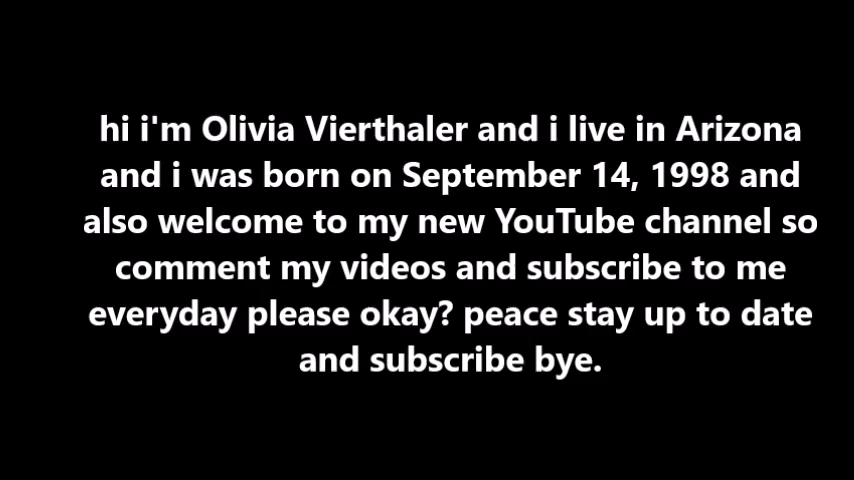 hi i'm Olivia Vierthaler and i live in Arizona
and i was born on September 14, 1998 and
also welcome to my new YouTube channel so
comment my videos and subscribe to me
everyday please okay? peace stay up to date
and subscribe bye.